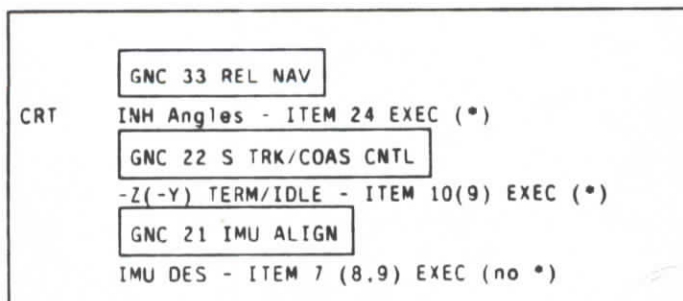 GNC 33 REL NAV
CRT INH Angles - ITEM 24 EXEC (*)
GNC 22 S TRK/COAS CNTL
-Z(-Y) TERM/IDLE - ITEM 10(9) EXEC (*)
GNC 21 IMU ALIGN
IMU DES - ITEM 7 (8,9) EXEC (no *)